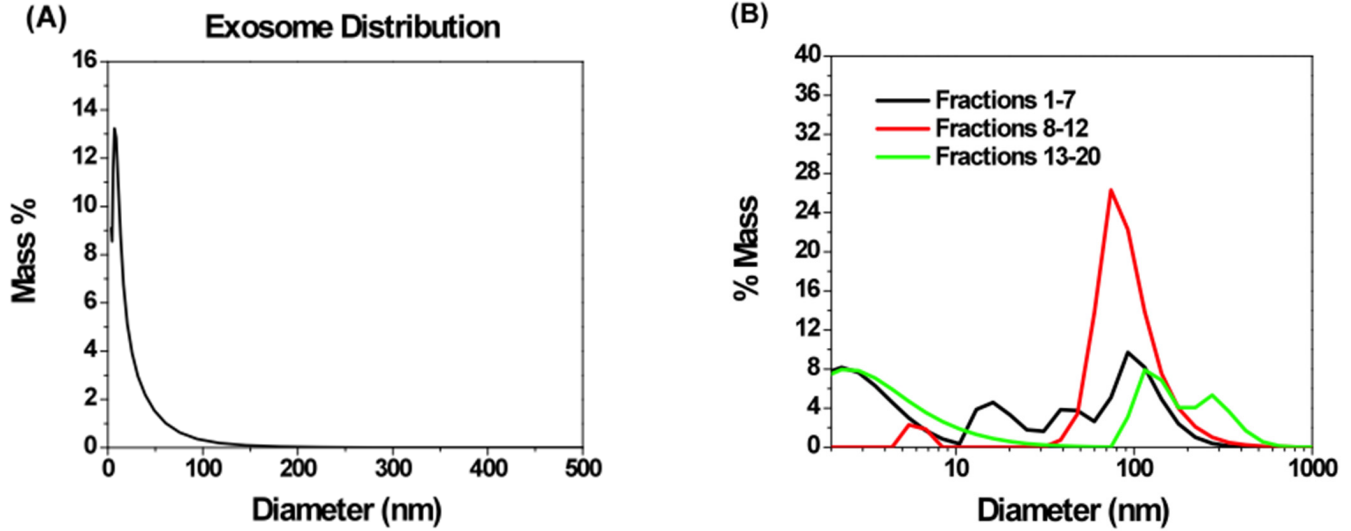 (A)
Exosome Distribution
16
14
12
10
8
6
4
2
0
Mass %
0 100 200 300 400 500
Diameter (nm)
(B)
40
36
32
28
24
20
16
12
8
4
0
% Mass
Fractions 1-7
Fractions 8-12
Fractions 13-20
10 100 1000
Diameter (nm)